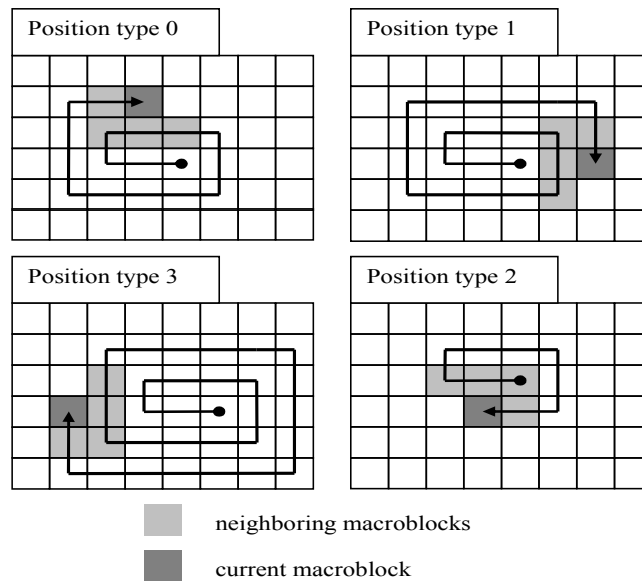 Position type 0
Position type 1
Position type 3
Position type 2
neighboring macroblocks
current macroblock